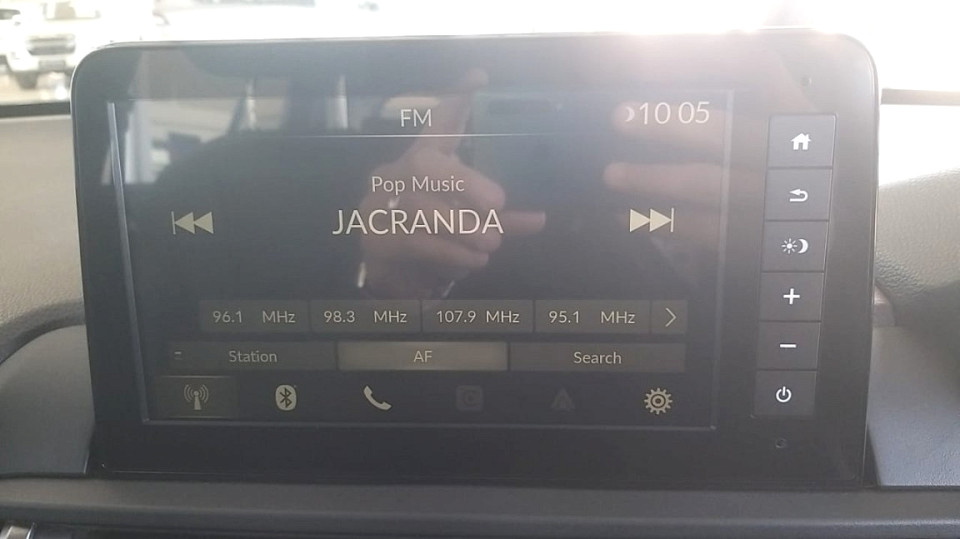 FM
10 05
Pop Music
JACRANDA
96.1 MHz 98.3 MHz 107.9 MHz 95.1 MHz
Station AF Search